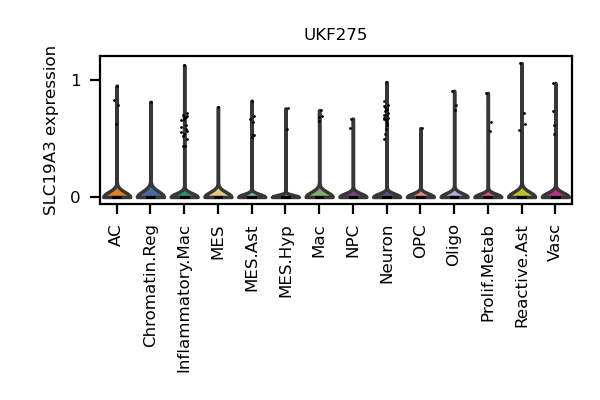 UKF275
SLC19A3 expression
1
0
AC
Chromatin.Reg
Inflammatory.Mac
MES
MES.Ast
MES.Hyp
Mac
NPC
Neuron
OPC
Oligo
Prolif.Metab
Reactive.Ast
Vasc